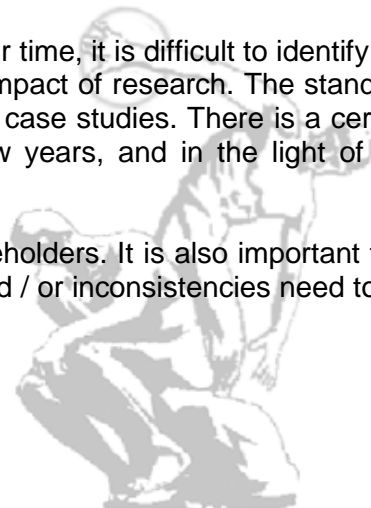 r time, it is difficult to identify
mpact of research. The stand
case studies. There is a cer
w years, and in the light of
eholders. It is also important t
d / or inconsistencies need to